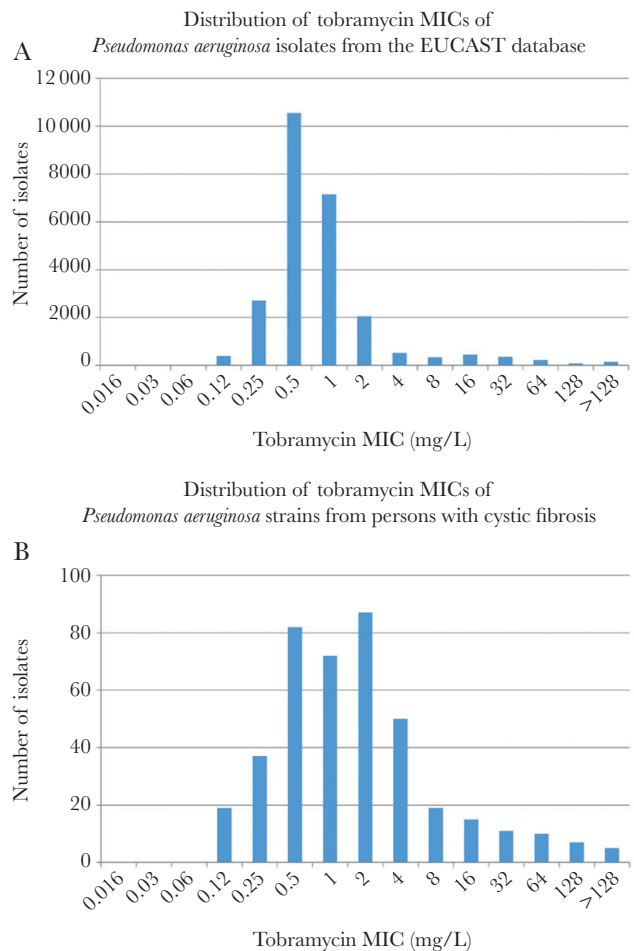 Distribution of tobramycin MICs of
Pseudomonas aeruginosa isolates from the EUCAST database
A
12 000
10 000
8000
6000
4000
2000
0
Number of isolates
0.016 0.03 0.06 0.12 0.25 0.5 1 2 4 8 16 32 64 128 >128
Tobramycin MIC (mg/L)
Distribution of tobramycin MICs of
Pseudomonas aeruginosa strains from persons with cystic fibrosis
B
100
80
60
40
20
0
Number of isolates
0.016 0.03 0.06 0.12 0.25 0.5 1 2 4 8 16 32 64 128 >128
Tobramycin MIC (mg/L)